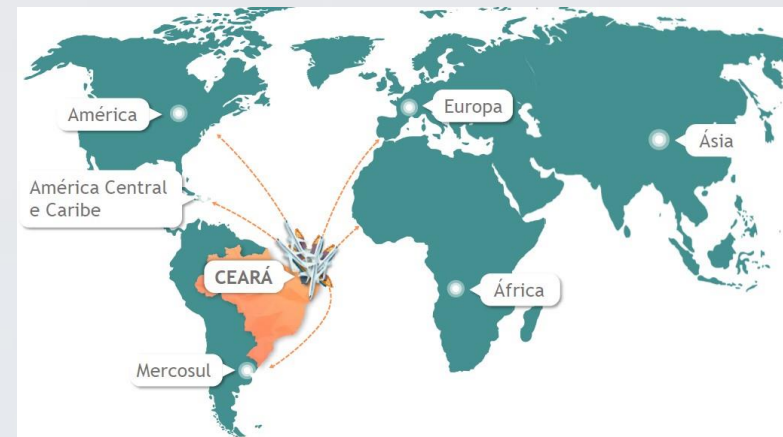 América
Europa
Ásia
América Central
e Caribe
CEARÁ
África
Mercosul